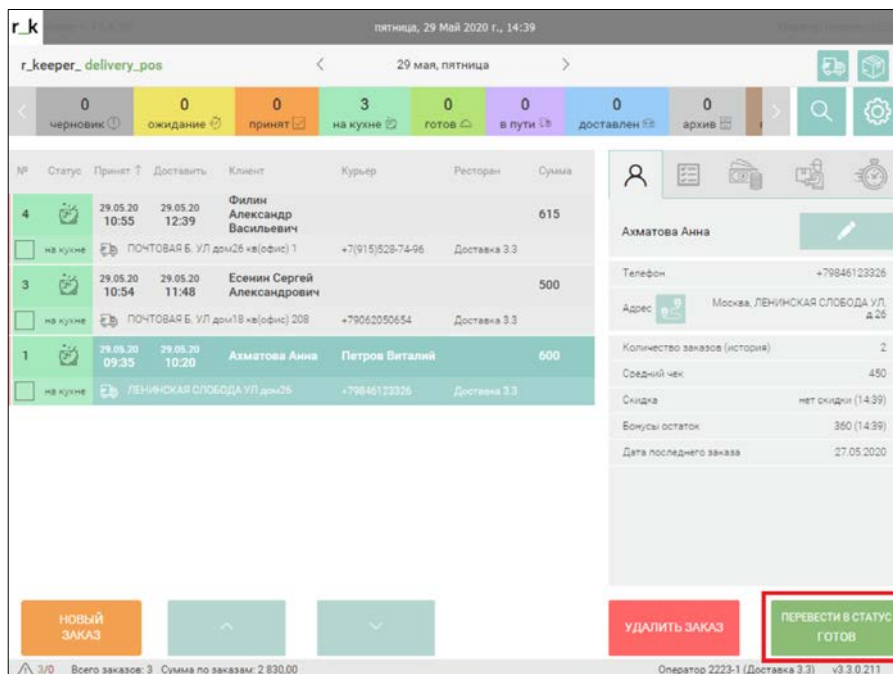 r_k
пятница, 29 Май 2020 г., 14:39
r_keeper_ delivery_pos
29 мая, пятница
0 0 0 3 0 0 0 0
черновик ожидание принят на кухне готов в пути доставлен архив
№ Статус Принят ↑ Доставить Клиент Курьер Ресторан Сумма
4 29.05.20 10:55 29.05.20 12:39 Филин Александр Васильевич 615
на кухне ПОЧТОВАЯ Б. УЛ дом26 кв(офис) 1 +7(915)528-74-96 Доставка 3.3
3 29.05.20 10:54 29.05.20 11:48 Есенин Сергей Александрович 500
на кухне ПОЧТОВАЯ Б. УЛ дом18 кв(офис) 208 +79062050654 Доставка 3.3
1 29.05.20 09:35 29.05.20 10:20 Ахматова Анна Петров Виталий 600
на кухне ЛЕНИНСКАЯ СЛОБОДА УЛ дом26 +79846123326 Доставка 3.3
Ахматова Анна
Телефон +79846123326
Адрес Москва, ЛЕНИНСКАЯ СЛОБОДА УЛ, д.26
Количество заказов (история) 2
Средний чек 450
Скидка нет скидки (14:39)
Бонусы остаток 360 (14:39)
Дата последнего заказа 27.05.2020
НОВЫЙ ЗАКАЗ
УДАЛИТЬ ЗАКАЗ
ПЕРЕВЕСТИ В СТАТУС ГОТОВ
3/0 Всего заказов: 3 Сумма по заказам: 2 830.00
Оператор 2223-1 (Доставка 3.3) v3.3.0.211